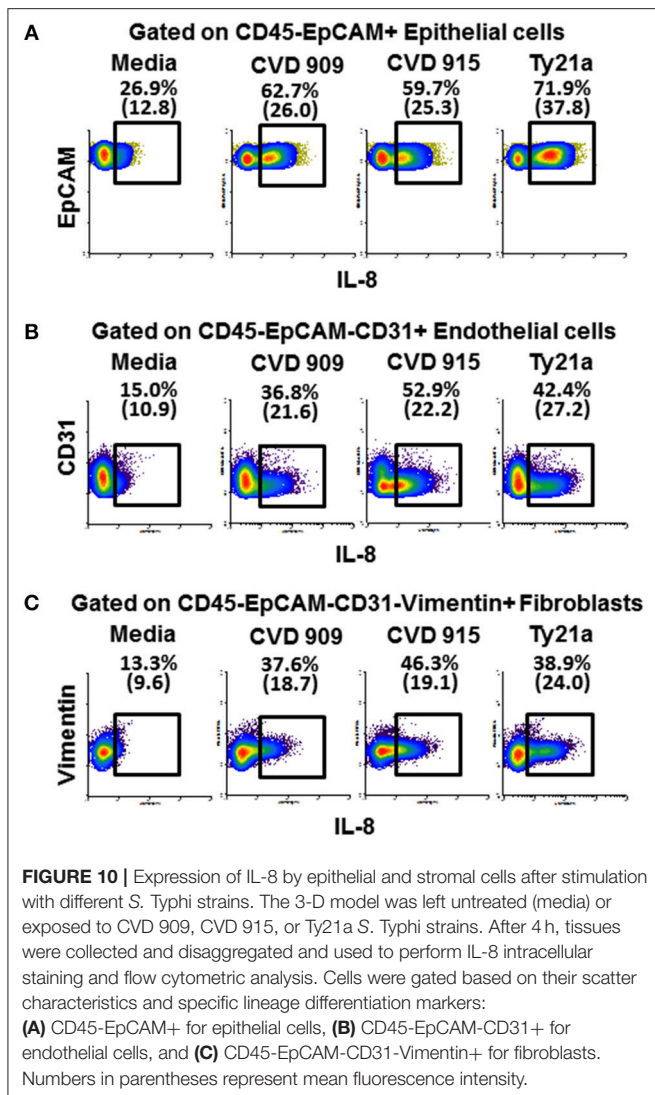 A Gated on CD45-EpCAM+ Epithelial cells
Media CVD 909 CVD 915 Ty21a
26.9% 62.7% 59.7% 71.9%
(12.8) (26.0) (25.3) (37.8)
EpCAM
IL-8
B Gated on CD45-EpCAM-CD31+ Endothelial cells
Media CVD 909 CVD 915 Ty21a
15.0% 36.8% 52.9% 42.4%
(10.9) (21.6) (22.2) (27.2)
CD31
IL-8
C Gated on CD45-EpCAM-CD31-Vimentin+ Fibroblasts
Media CVD 909 CVD 915 Ty21a
13.3% 37.6% 46.3% 38.9%
(9.6) (18.7) (19.1) (24.0)
Vimentin
IL-8
FIGURE 10 | Expression of IL-8 by epithelial and stromal cells after stimulation
with different S. Typhi strains. The 3-D model was left untreated (media) or
exposed to CVD 909, CVD 915, or Ty21a S. Typhi strains. After 4 h, tissues
were collected and disaggregated and used to perform IL-8 intracellular
staining and flow cytometric analysis. Cells were gated based on their scatter
characteristics and specific lineage differentiation markers:
(A) CD45-EpCAM+ for epithelial cells, (B) CD45-EpCAM-CD31+ for
endothelial cells, and (C) CD45-EpCAM-CD31-Vimentin+ for fibroblasts.
Numbers in parentheses represent mean fluorescence intensity.